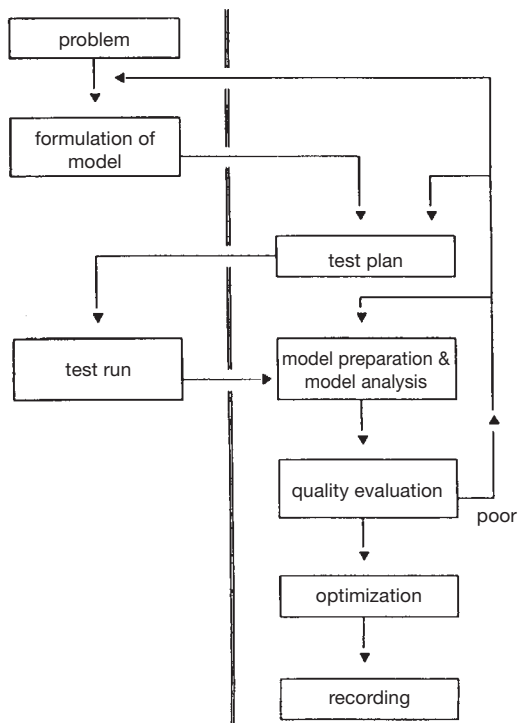 problem
formulation of
model
test plan
test run
model preparation &
model analysis
quality evaluation
poor
optimization
recording